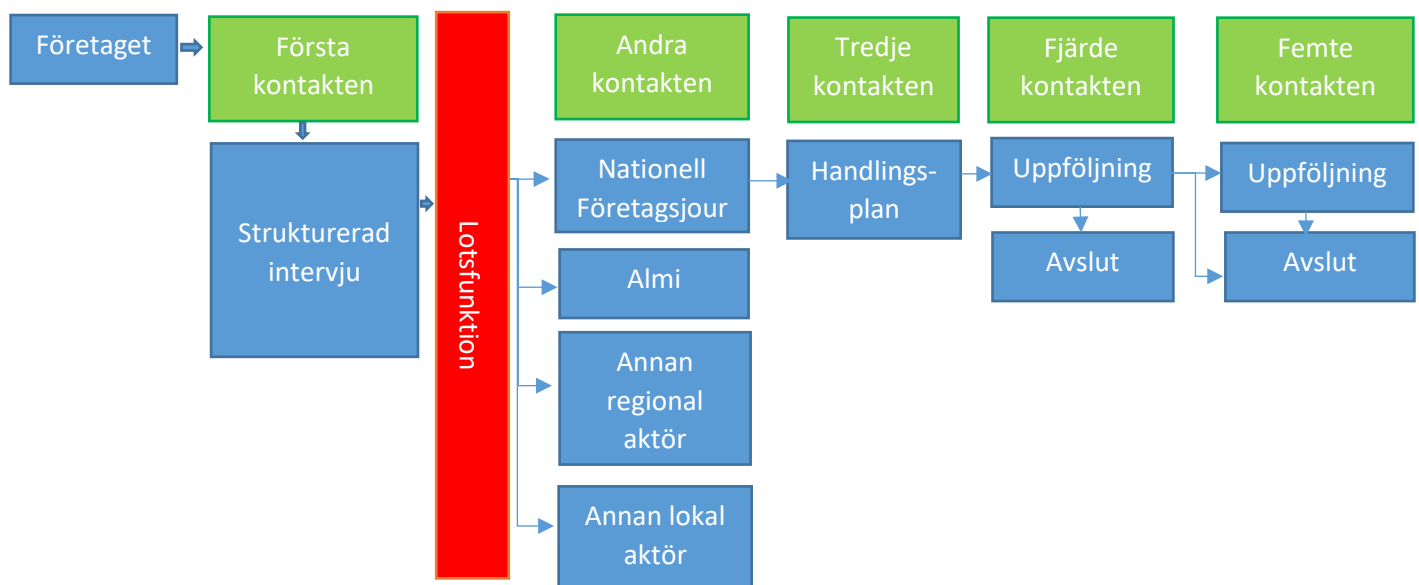 Företaget
Första
kontakten
Strukturerad
intervju
Lotsfunktion
Andra
kontakten
Nationell
Företagsjour
Almi
Annan
regional
aktör
Annan lokal
aktör
Tredje
kontakten
Handlings-
plan
Fjärde
kontakten
Uppföljning
Avslut
Femte
kontakten
Uppföljning
Avslut